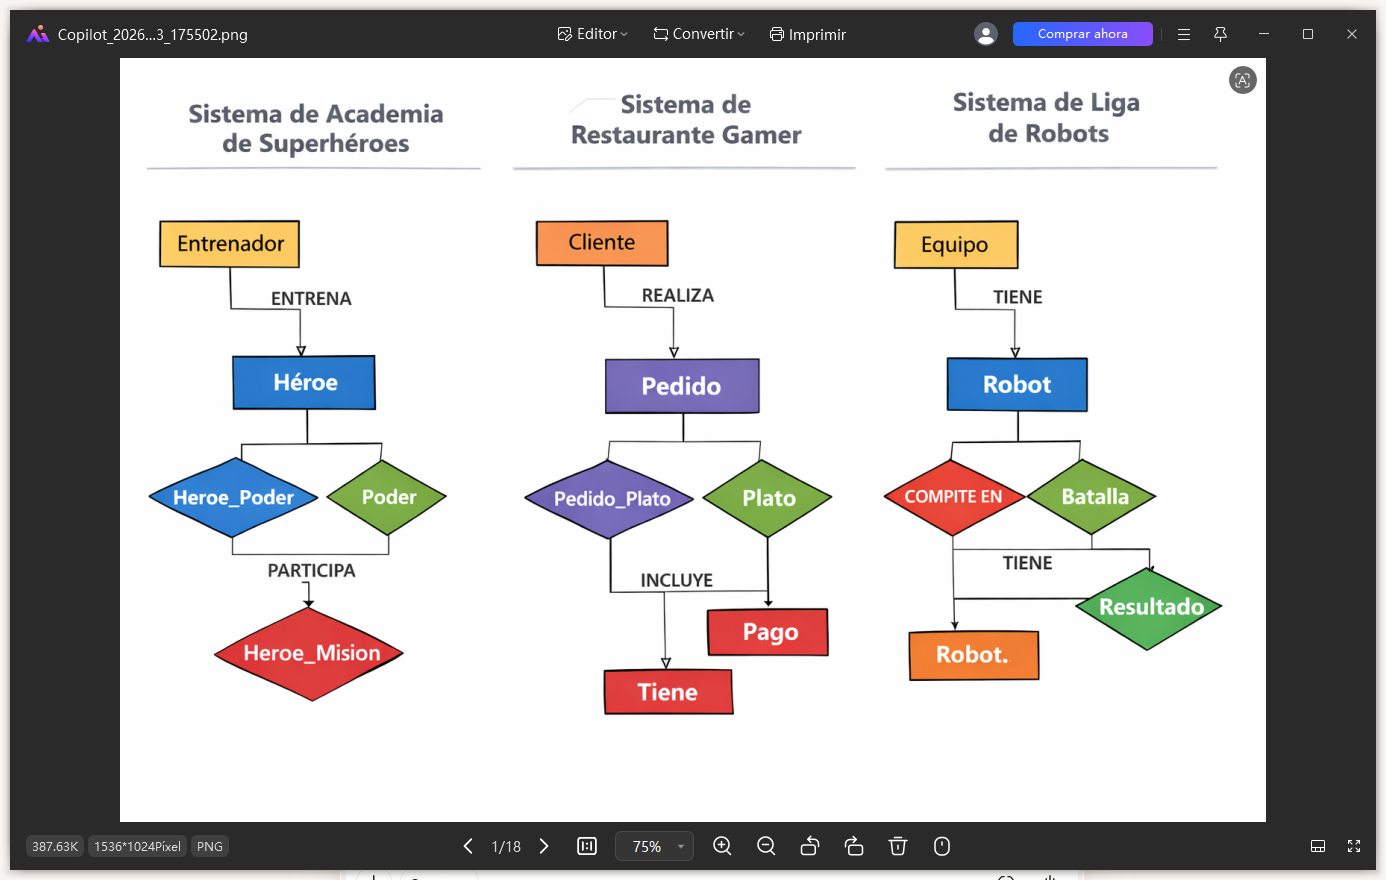 Copilot_2026...3_175502.png
Editor
Convertir
Imprimir
Comprar ahora
Sistema de Academia
de Superhéroes
Entrenador
ENTRENA
Héroe
Heroe_Poder
Poder
PARTICIPA
Heroe_Mision
Sistema de
Restaurante Gamer
Cliente
REALIZA
Pedido
Pedido_Plato
Plato
INCLUYE
Pago
Tiene
Sistema de Liga
de Robots
Equipo
TIENE
Robot
COMPITE EN
Batalla
TIENE
Resultado
Robot.
387.63K
1536*1024Píxel
PNG
1/18
75%